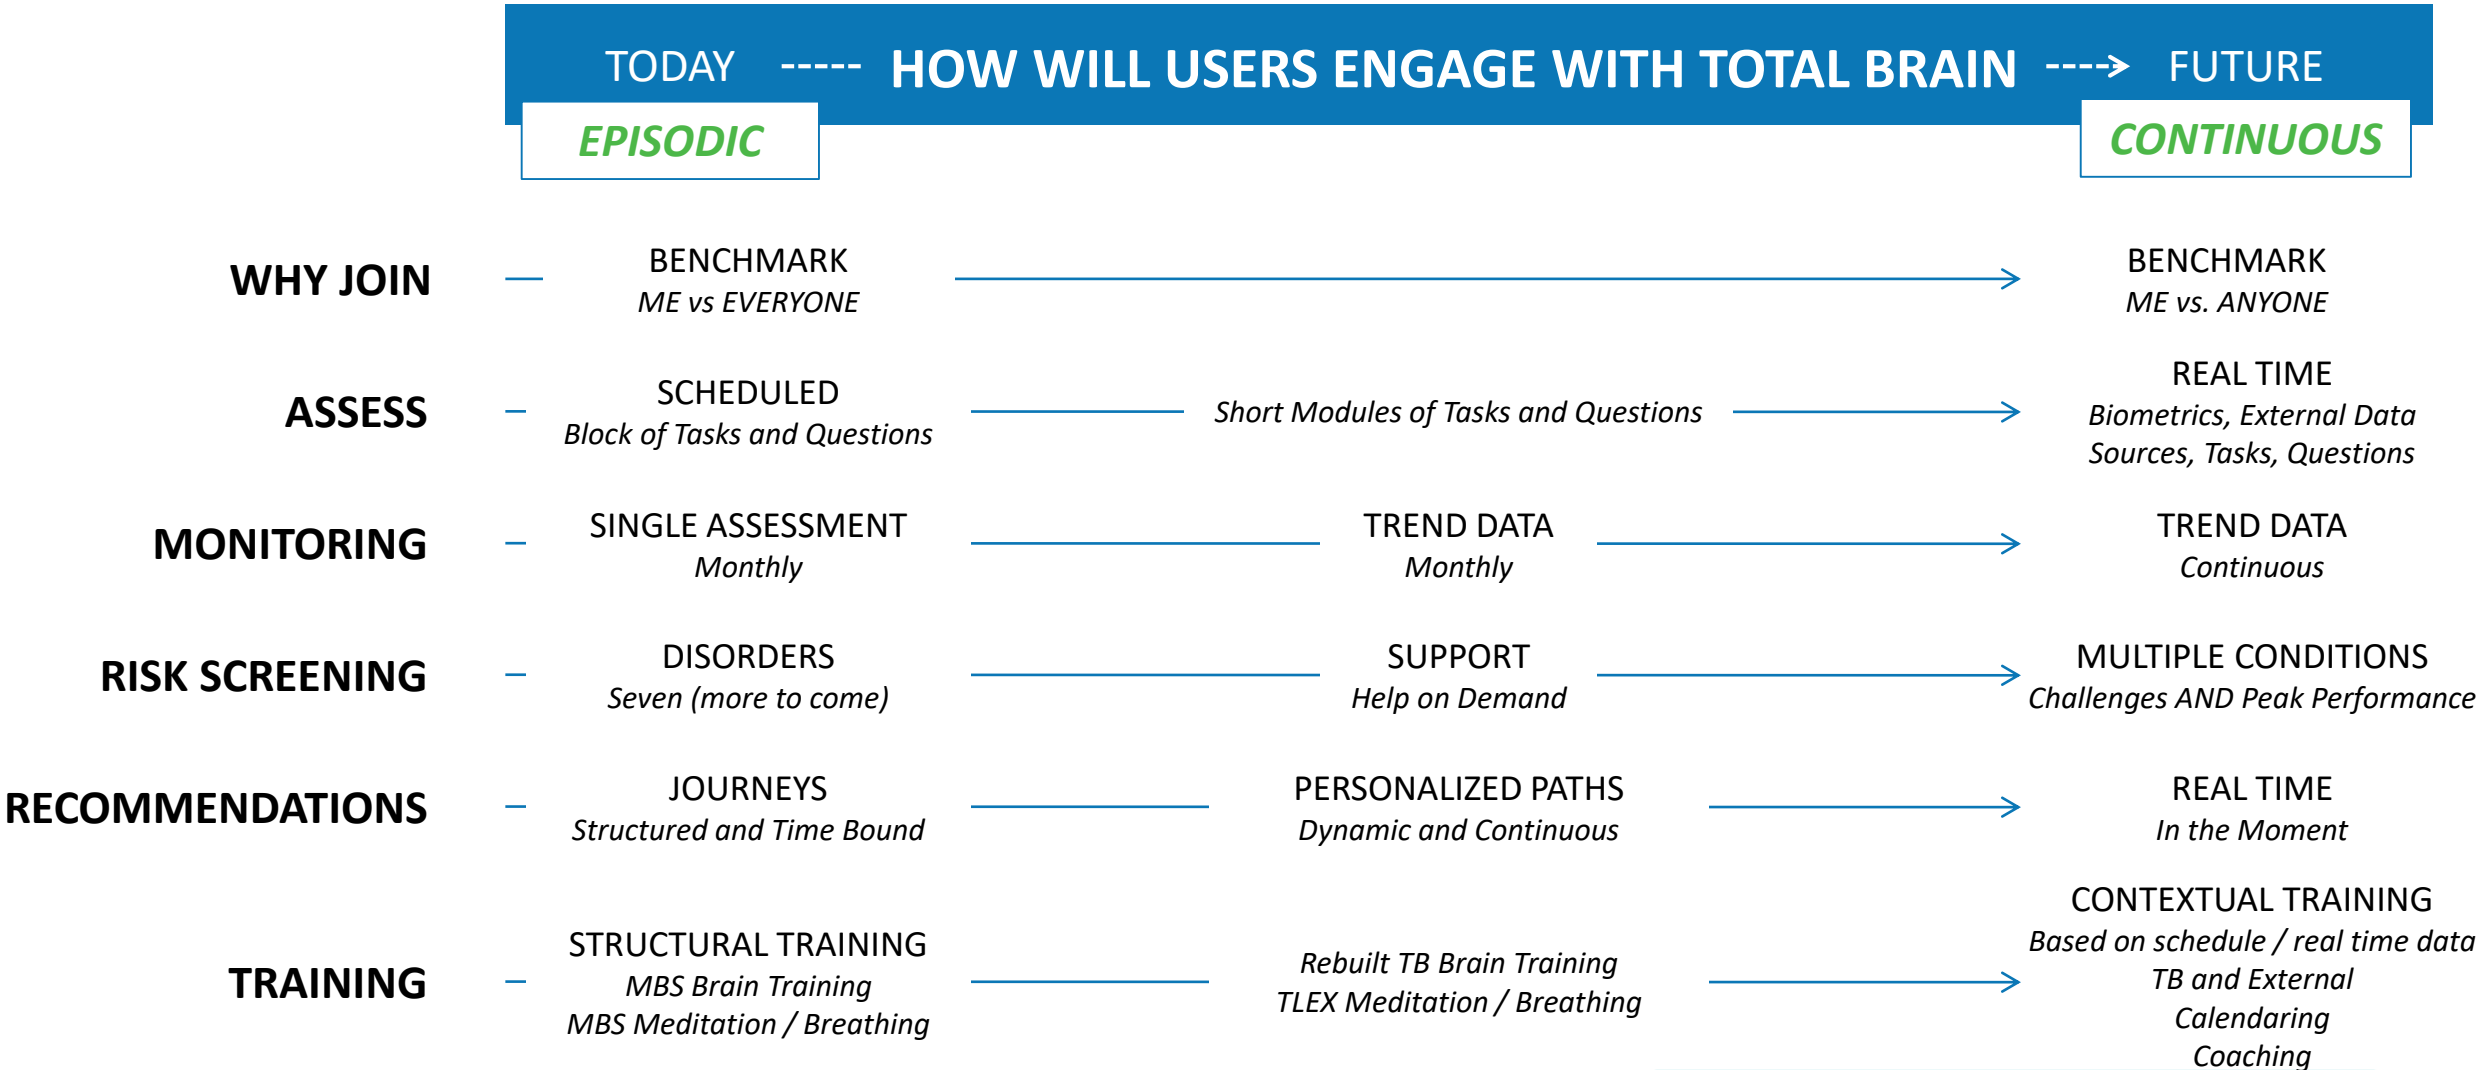 TODAY ----- HOW WILL USERS ENGAGE WITH TOTAL BRAIN ----> FUTURE
EPISODIC
CONTINUOUS
WHY JOIN
BENCHMARK
ME vs EVERYONE
BENCHMARK
ME vs. ANYONE
ASSESS
SCHEDULED
Block of Tasks and Questions
Short Modules of Tasks and Questions
REAL TIME
Biometrics, External Data
Sources, Tasks, Questions
MONITORING
SINGLE ASSESSMENT
Monthly
TREND DATA
Monthly
TREND DATA
Continuous
RISK SCREENING
DISORDERS
Seven (more to come)
SUPPORT
Help on Demand
MULTIPLE CONDITIONS
Challenges AND Peak Performance
RECOMMENDATIONS
JOURNEYS
Structured and Time Bound
PERSONALIZED PATHS
Dynamic and Continuous
REAL TIME
In the Moment
TRAINING
STRUCTURAL TRAINING
MBS Brain Training
MBS Meditation / Breathing
Rebuilt TB Brain Training
TLEX Meditation / Breathing
CONTEXTUAL TRAINING
Based on schedule / real time data
TB and External
Calendaring
Coaching